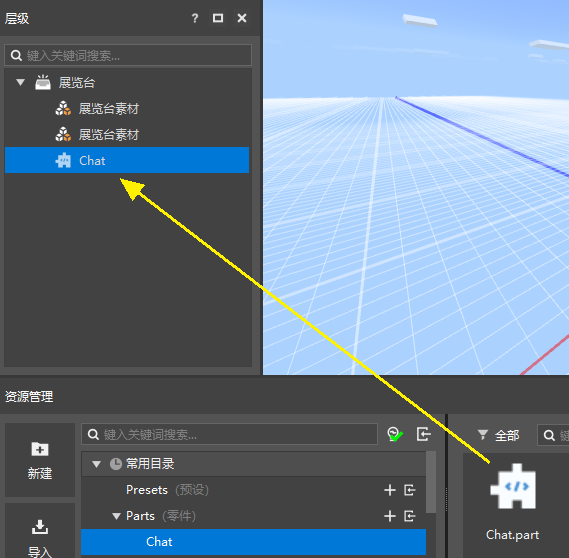 层级
?
键入关键词搜索...
展览台
展览台素材
展览台素材
Chat
资源管理
新建
导入
键入关键词搜索...
常用目录
Presets (预设)
Parts (零件)
Chat
全部
键
Chat.part